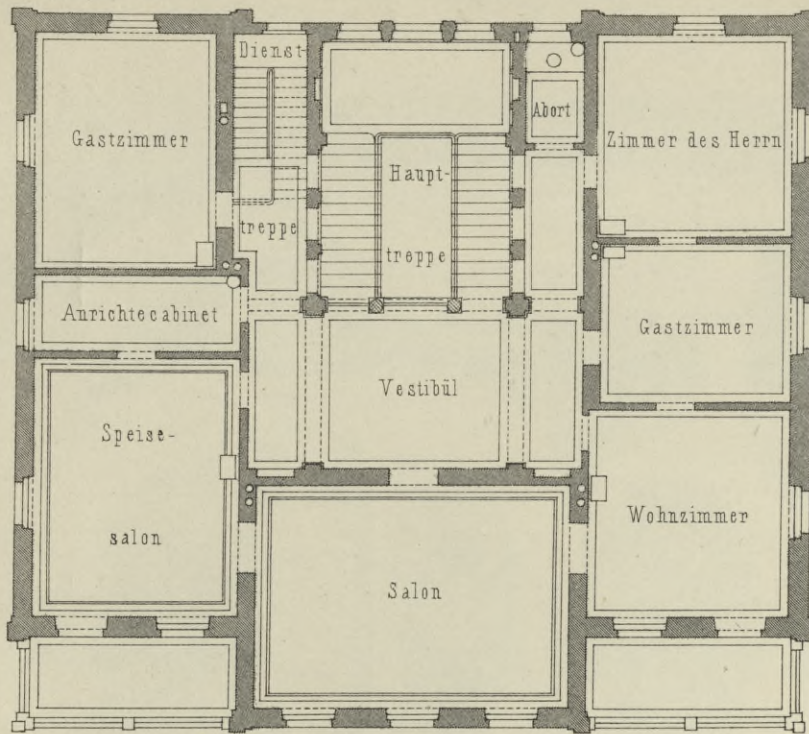 Dienst-
treppe
Gastzimmer
Haupt-
treppe
Abort
Zimmer des Herrn
Anrichtecabinet
Gastzimmer
Vestibül
Speise-
salon
Wohnzimmer
Salon